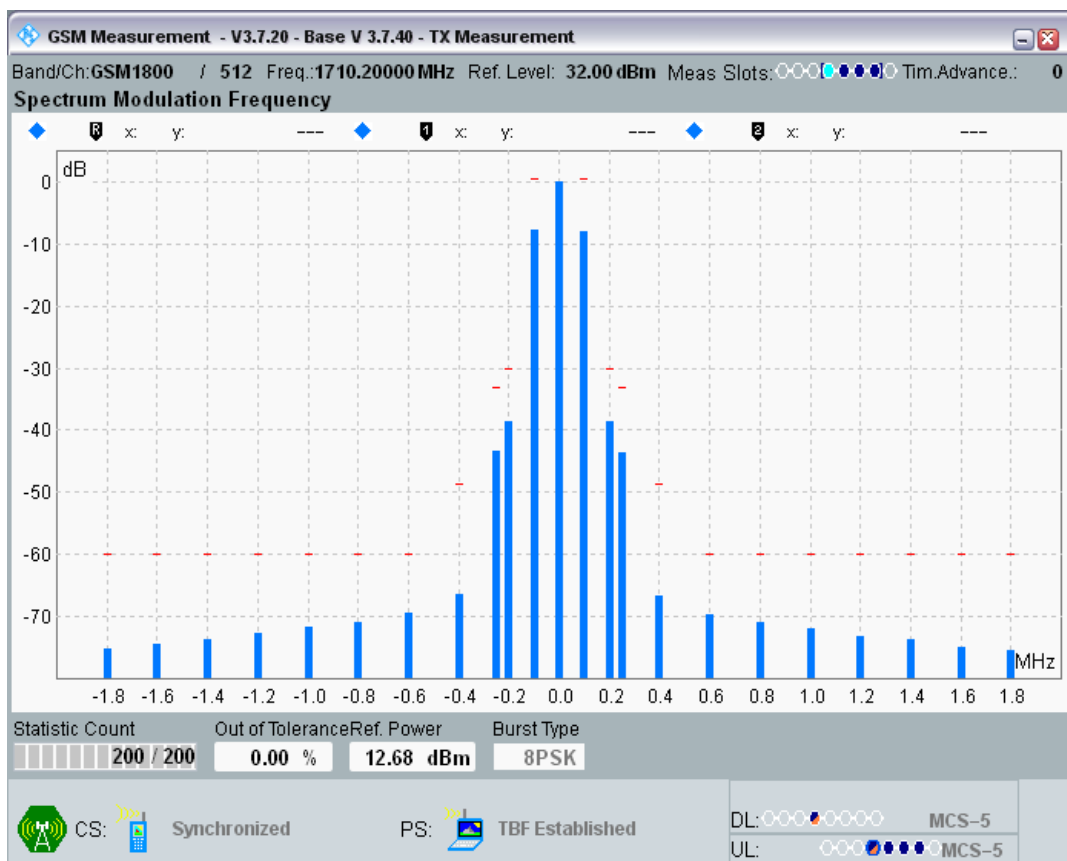 GSM Measurement - V3.7.20 - Base V 3.7.40 - TX Measurement
Band/Ch:GSM1800 / 512 Freq.:1710.20000 MHz Ref. Level: 32.00 dBm Meas Slots: Tim.Advance.: 0
Spectrum Modulation Frequency
R x: y: --- 1 x: y: --- 2 x: y: ---
dB
0
-10
-20
-30
-40
-50
-60
-70
MHz
-1.8 -1.6 -1.4 -1.2 -1.0 -0.8 -0.6 -0.4 -0.2 0.0 0.2 0.4 0.6 0.8 1.0 1.2 1.4 1.6 1.8
Statistic Count Out of Tolerance Ref. Power Burst Type
200 / 200 0.00 % 12.68 dBm 8PSK
CS: Synchronized PS: TBF Established
DL: MCS-5
UL: MCS-5